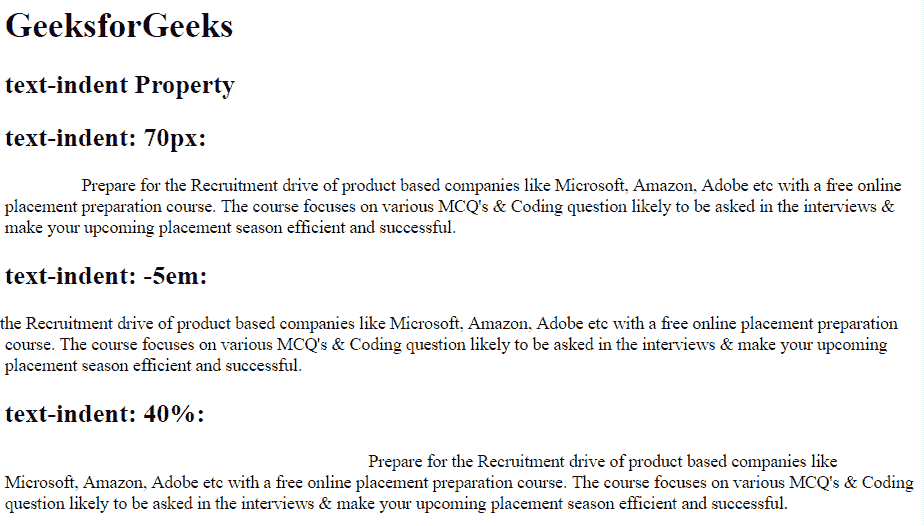 GeeksforGeeks
text-indent Property
text-indent: 70px:
Prepare for the Recruitment drive of product based companies like Microsoft, Amazon, Adobe etc with a free online
placement preparation course. The course focuses on various MCQ's & Coding question likely to be asked in the interviews &
make your upcoming placement season efficient and successful.
text-indent: -5em:
the Recruitment drive of product based companies like Microsoft, Amazon, Adobe etc with a free online placement preparation
course. The course focuses on various MCQ's & Coding question likely to be asked in the interviews & make your upcoming
placement season efficient and successful.
text-indent: 40%:
Prepare for the Recruitment drive of product based companies like
Microsoft, Amazon, Adobe etc with a free online placement preparation course. The course focuses on various MCQ's & Coding
question likely to be asked in the interviews & make your upcoming placement season efficient and successful.